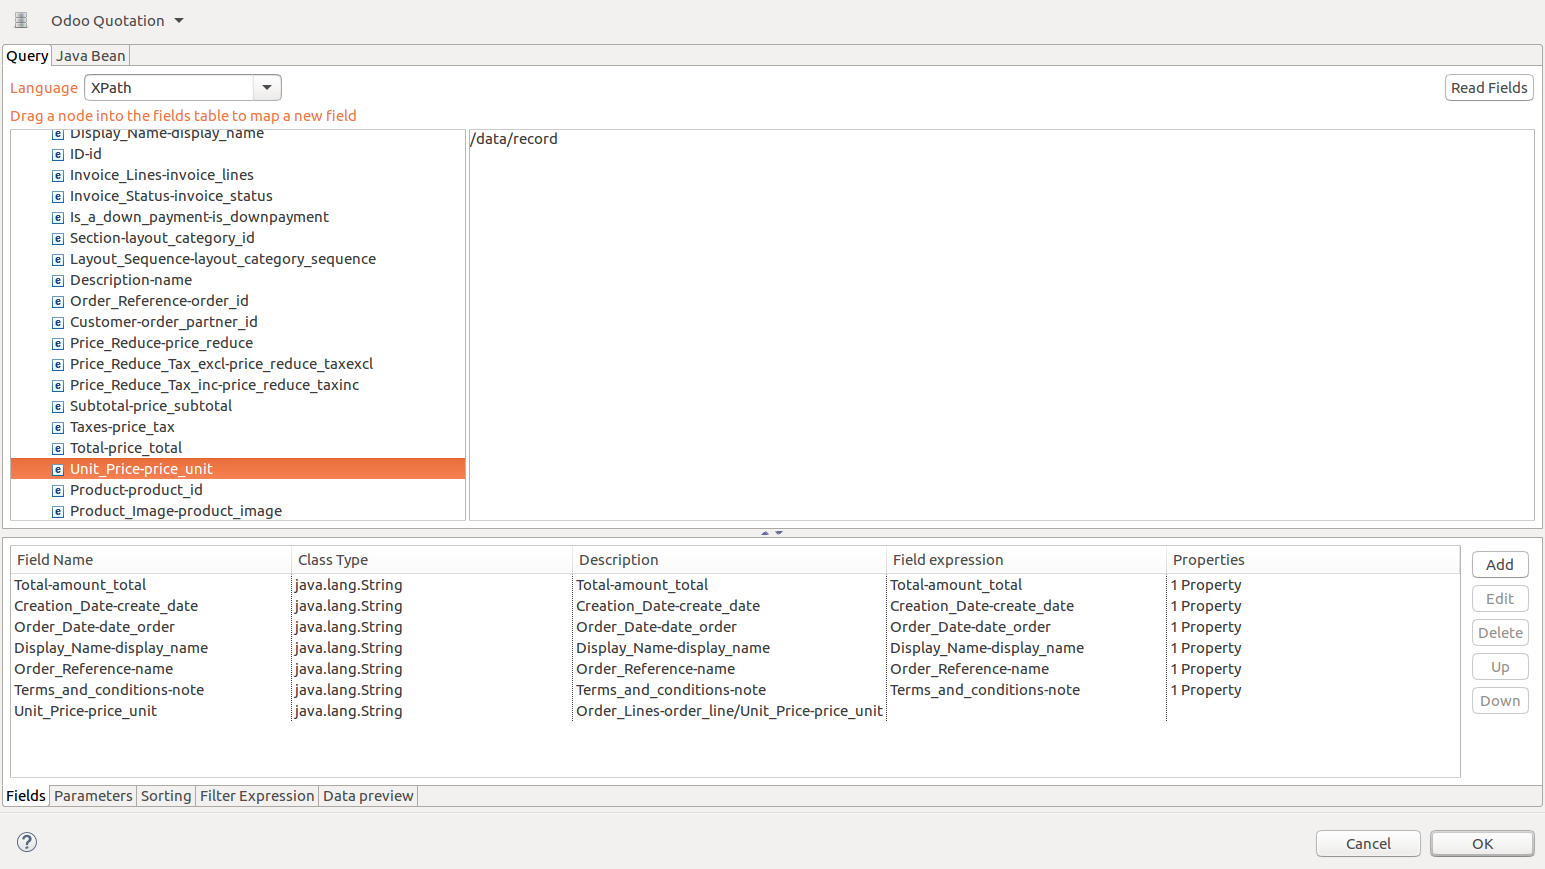 Odoo Quotation
Query Java Bean
Language XPath Read Fields
Drag a node into the fields table to map a new field
Display_Name-display_name
/data/record
ID-id
Invoice_Lines-invoice_lines
Invoice_Status-invoice_status
Is_a_down_payment-is_downpayment
Section-layout_category_id
Layout_Sequence-layout_category_sequence
Description-name
Order_Reference-order_id
Customer-order_partner_id
Price_Reduce-price_reduce
Price_Reduce_Tax_excl-price_reduce_taxexcl
Price_Reduce_Tax_inc-price_reduce_taxinc
Subtotal-price_subtotal
Taxes-price_tax
Total-price_total
Unit_Price-price_unit
Product-product_id
Product_Image-product_image
Field Name Class Type Description Field expression Properties
Total-amount_total java.lang.String Total-amount_total Total-amount_total 1 Property
Creation_Date-create_date java.lang.String Creation_Date-create_date Creation_Date-create_date 1 Property
Order_Date-date_order java.lang.String Order_Date-date_order Order_Date-date_order 1 Property
Display_Name-display_name java.lang.String Display_Name-display_name Display_Name-display_name 1 Property
Order_Reference-name java.lang.String Order_Reference-name Order_Reference-name 1 Property
Terms_and_conditions-note java.lang.String Terms_and_conditions-note Terms_and_conditions-note 1 Property
Unit_Price-price_unit java.lang.String Order_Lines-order_line/Unit_Price-price_unit
Add
Edit
Delete
Up
Down
Fields Parameters Sorting Filter Expression Data preview
? Cancel OK